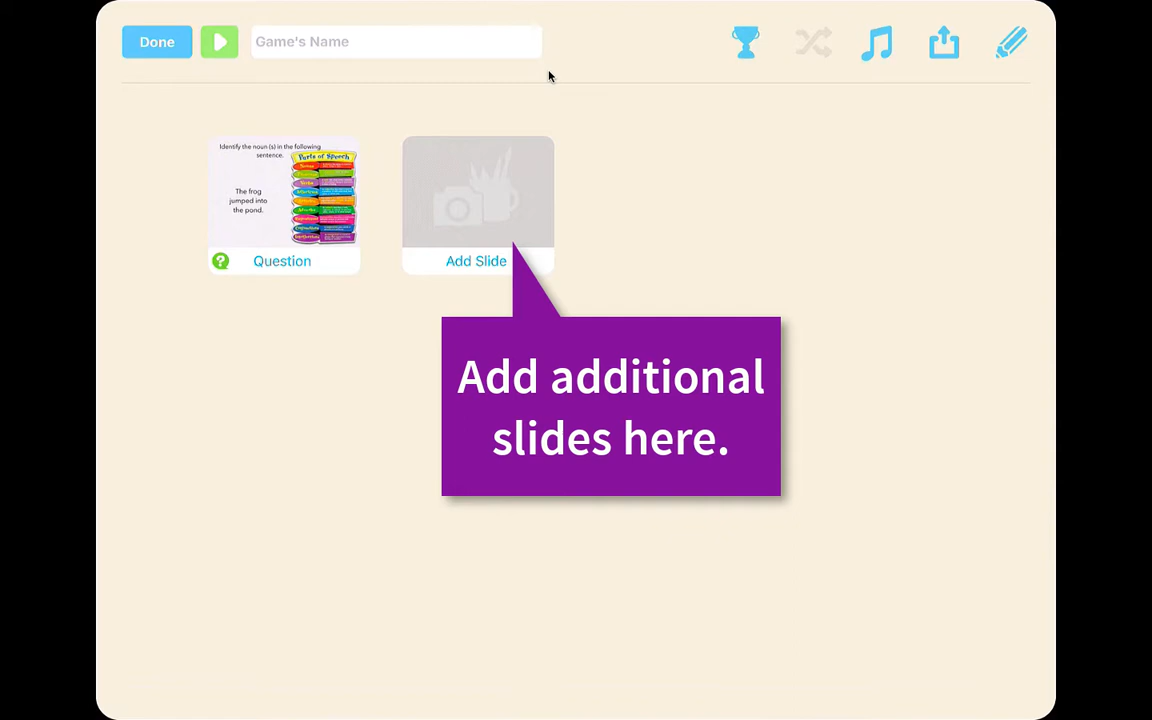 Done
Game's Name
Identify the noun (s) in the following
sentence.
Parts of Speech
The frog
jumped into
the pond.
Question
Add Slide
Add additional
slides here.